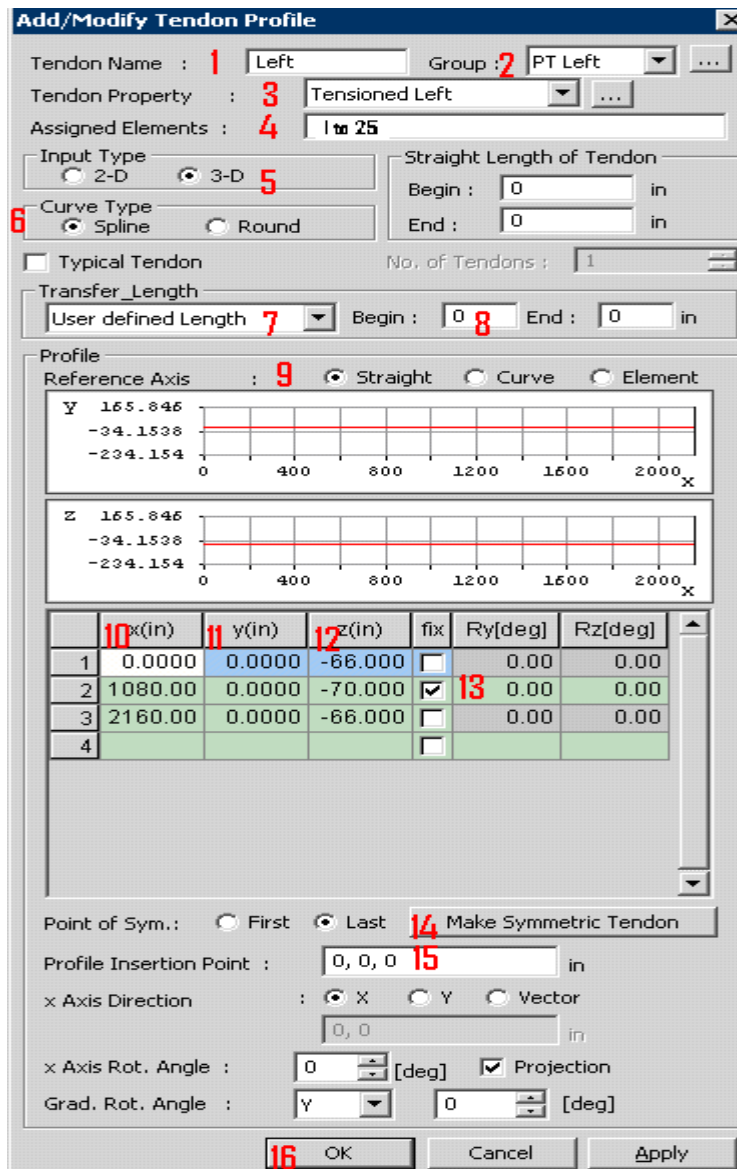 Add/Modify Tendon Profile
Tendon Name : 1 Left Group : 2 PT Left ...
Tendon Property : 3 Tensioned Left ...
Assigned Elements : 4 1 to 25
Input Type Straight Length of Tendon
2-D 3-D 5 Begin : 0 in
Curve Type
6 Spline Round End : 0 in
Typical Tendon No. of Tendons : 1
Transfer_Length
User defined Length 7 Begin : 0 8 End : 0 in
Profile
Reference Axis : 9 Straight Curve Element
Y 165.846
-34.1538
-234.154
0 400 800 1200 1600 2000 x
Z 165.846
-34.1538
-234.154
0 400 800 1200 1600 2000 x
10 x(in) 11 y(in) 12 z(in) fix Ry[deg] Rz[deg]
1 0.0000 0.0000 -66.000 0.00 0.00
2 1080.00 0.0000 -70.000 13 0.00 0.00
3 2160.00 0.0000 -66.000 0.00 0.00
4
Point of Sym.: First Last 14 Make Symmetric Tendon
Profile Insertion Point : 0, 0, 0 15 in
x Axis Direction : X Y Vector
0, 0 in
x Axis Rot. Angle : 0 [deg] Projection
Grad. Rot. Angle : Y 0 [deg]
16 OK Cancel Apply